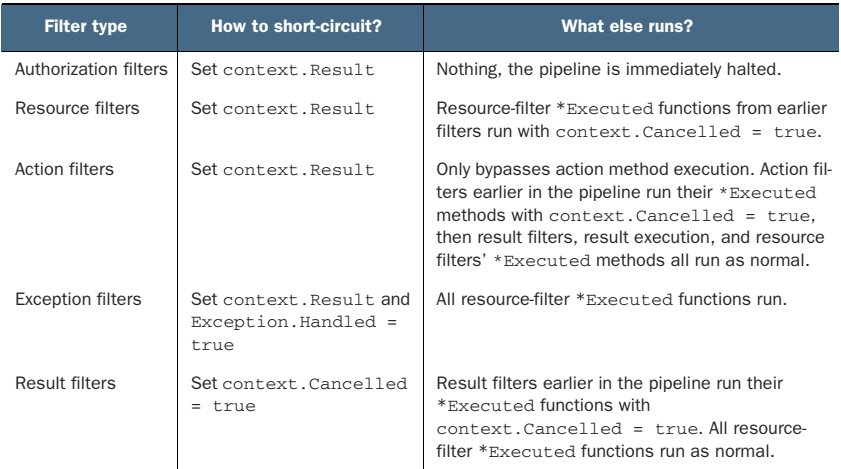 Filter type How to short-circuit? What else runs?
Authorization filters Set context.Result Nothing, the pipeline is immediately halted.
Resource filters Set context.Result Resource-filter *Executed functions from earlier
filters run with context.Cancelled = true.
Action filters Set context.Result Only bypasses action method execution. Action fil-
ters earlier in the pipeline run their *Executed
methods with context.Cancelled = true,
then result filters, result execution, and resource
filters’ *Executed methods all run as normal.
Exception filters Set context.Result and All resource-filter *Executed functions run.
Exception.Handled =
true
Result filters Set context.Cancelled Result filters earlier in the pipeline run their
= true *Executed functions with
context.Cancelled = true. All resource-
filter *Executed functions run as normal.